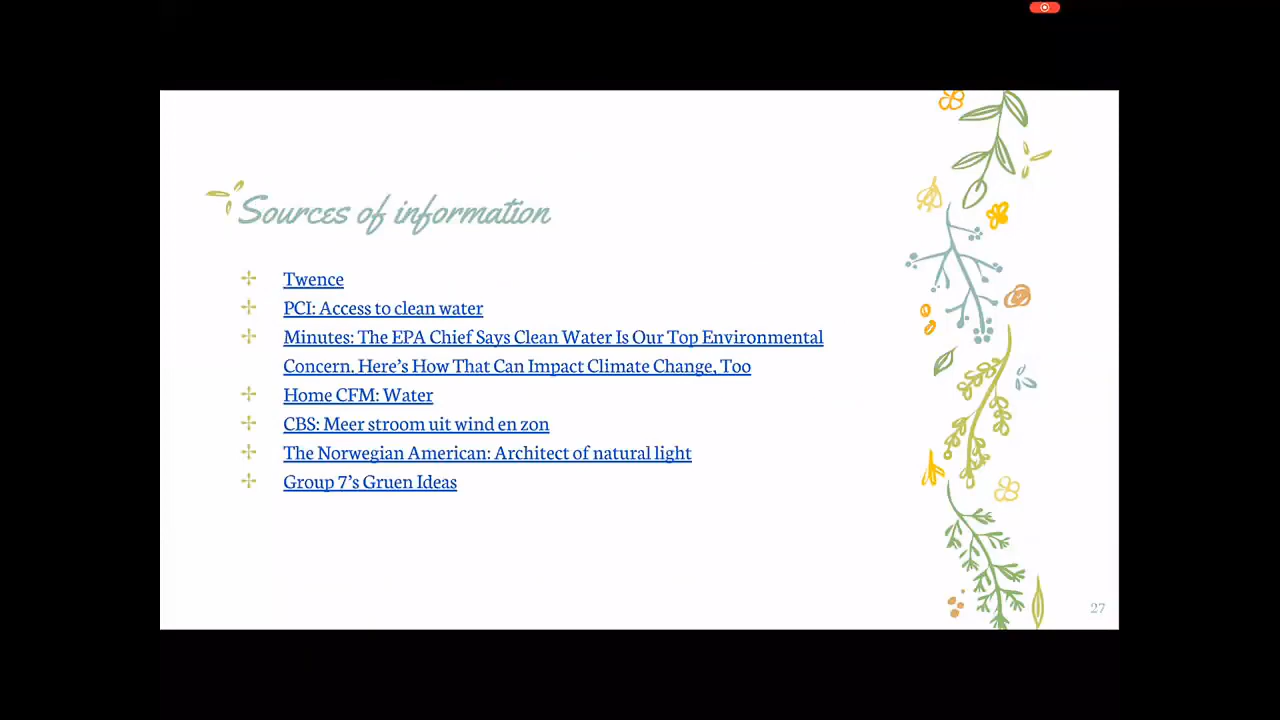 Sources of information
Twence
PCI: Access to clean water
Minutes: The EPA Chief Says Clean Water Is Our Top Environmental
Concern. Here’s How That Can Impact Climate Change, Too
Home CFM: Water
CBS: Meer stroom uit wind en zon
The Norwegian American: Architect of natural light
Group 7’s Gruen Ideas
27